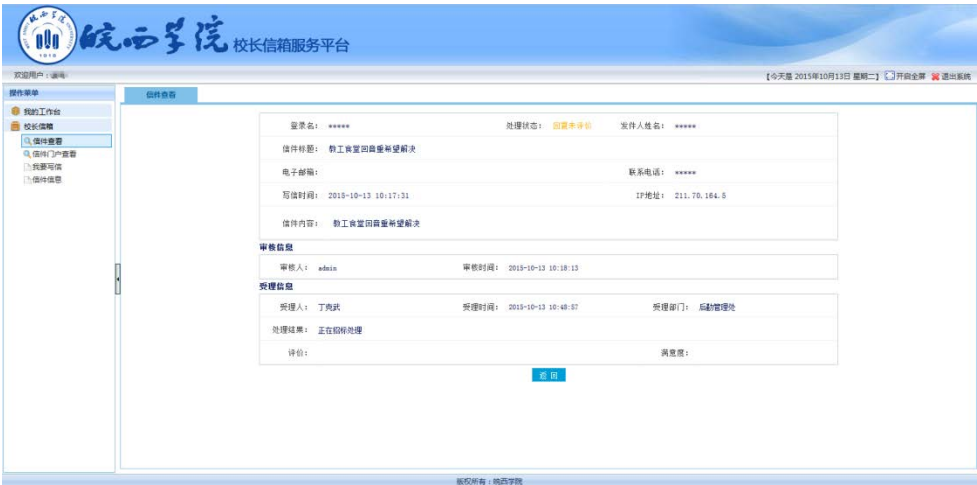 皖西学院 校长信箱服务平台
欢迎用户：
【今天是 2015年10月13日 星期二】 开启全屏 退出系统
操作菜单
信件查看
我的工作台
校长信箱
信件查看
信件门户查看
我要写信
信件信息
登录名： *****
处理状态： 回复未评价
发件人姓名： *****
信件标题： 教工食堂回音重希望解决
电子邮箱：
联系电话： *****
写信时间： 2015-10-13 10:17:31
IP地址： 211.70.164.5
信件内容： 教工食堂回音重希望解决
审核信息
审核人： admin
审核时间： 2015-10-13 10:18:13
受理信息
受理人： 丁克武
受理时间： 2015-10-13 10:48:57
受理部门： 后勤管理处
处理结果： 正在招标处理
评价：
满意度：
返 回
版权所有：皖西学院